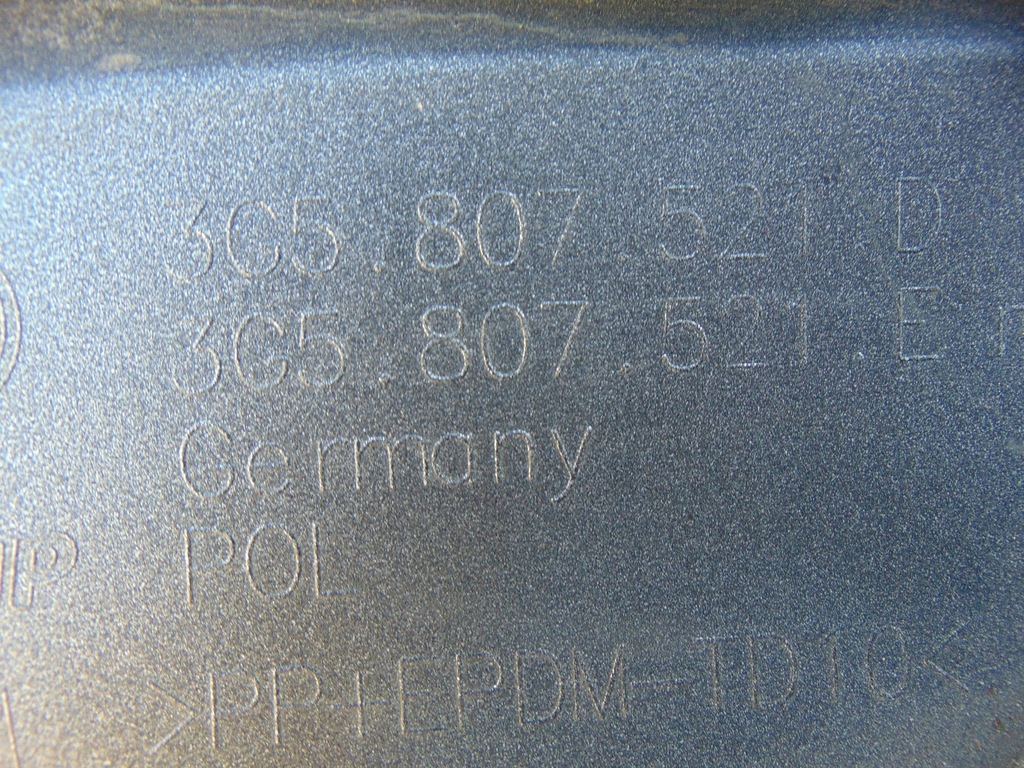 3C5.807.521.D
3C5.807.521.E
Germany
POL
>PP+EPDM-TD10<